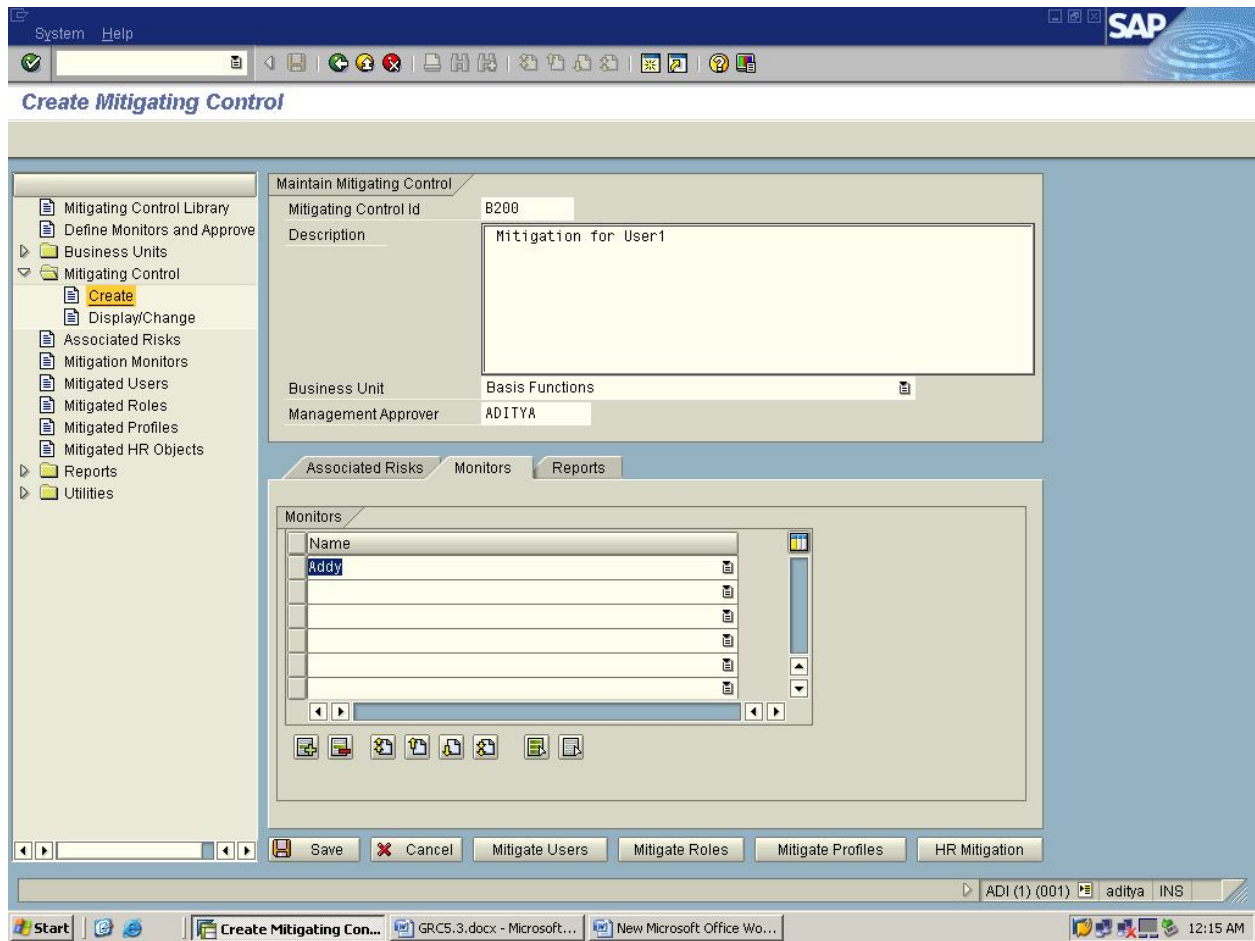 System Help
SAP
Create Mitigating Control
Mitigating Control Library
Define Monitors and Approve
Business Units
Mitigating Control
Create
Display/Change
Associated Risks
Mitigation Monitors
Mitigated Users
Mitigated Roles
Mitigated Profiles
Mitigated HR Objects
Reports
Utilities
Maintain Mitigating Control
Mitigating Control Id B200
Description Mitigation for User1
Business Unit Basis Functions
Management Approver ADITYA
Associated Risks Monitors Reports
Monitors
Name
Addy
Save Cancel Mitigate Users Mitigate Roles Mitigate Profiles HR Mitigation
ADI (1) (001) aditya INS
Start Create Mitigating Con... GRC5.3.docx - Microsoft... New Microsoft Office Wo... 12:15 AM